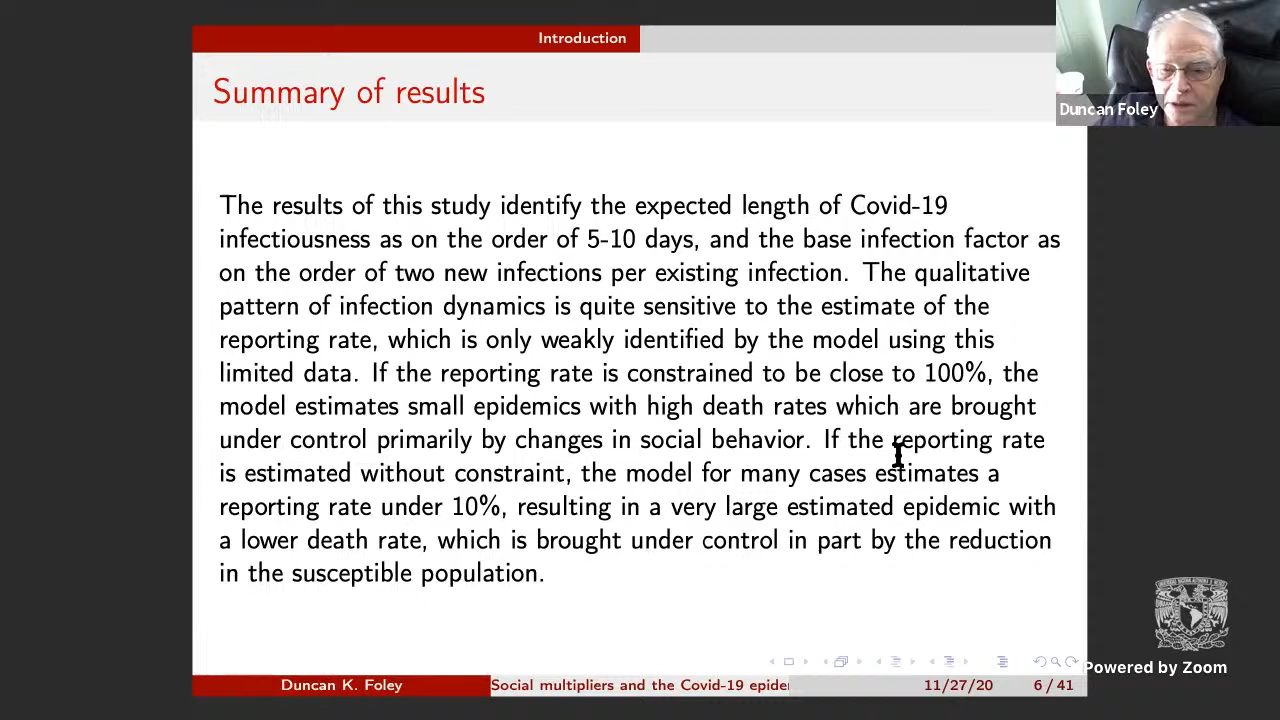 Introduction
Summary of results
Duncan Foley
The results of this study identify the expected length of Covid-19
infectiousness as on the order of 5-10 days, and the base infection factor as
on the order of two new infections per existing infection. The qualitative
pattern of infection dynamics is quite sensitive to the estimate of the
reporting rate, which is only weakly identified by the model using this
limited data. If the reporting rate is constrained to be close to 100%, the
model estimates small epidemics with high death rates which are brought
under control primarily by changes in social behavior. If the reporting rate
is estimated without constraint, the model for many cases estimates a
reporting rate under 10%, resulting in a very large estimated epidemic with
a lower death rate, which is brought under control in part by the reduction
in the susceptible population.
Powered by Zoom
Duncan K. Foley
Social multipliers and the Covid-19 epide
11/27/20
6 / 41